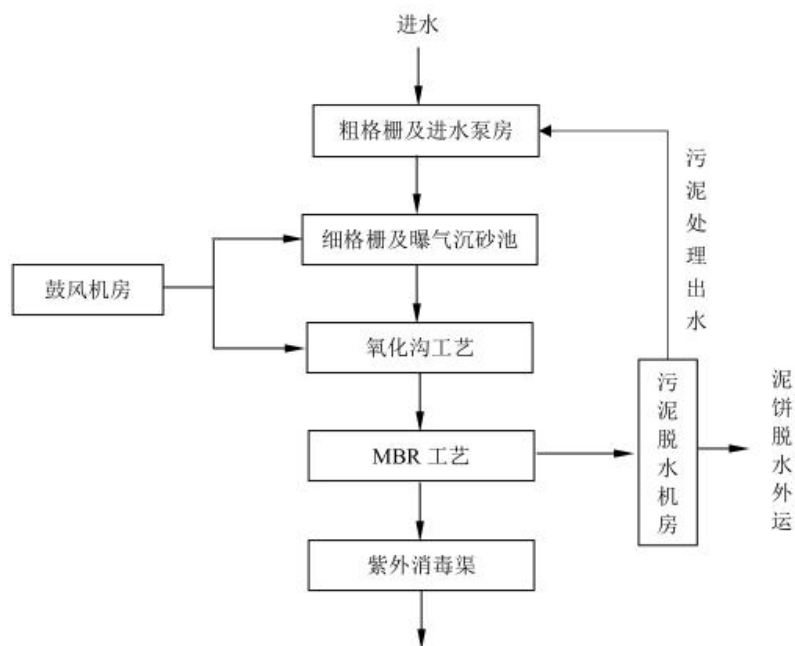 进水
粗格栅及进水泵房
污泥处理出水
细格栅及曝气沉砂池
鼓风机房
氧化沟工艺
污泥脱水机房
泥饼脱水外运
MBR 工艺
紫外消毒渠